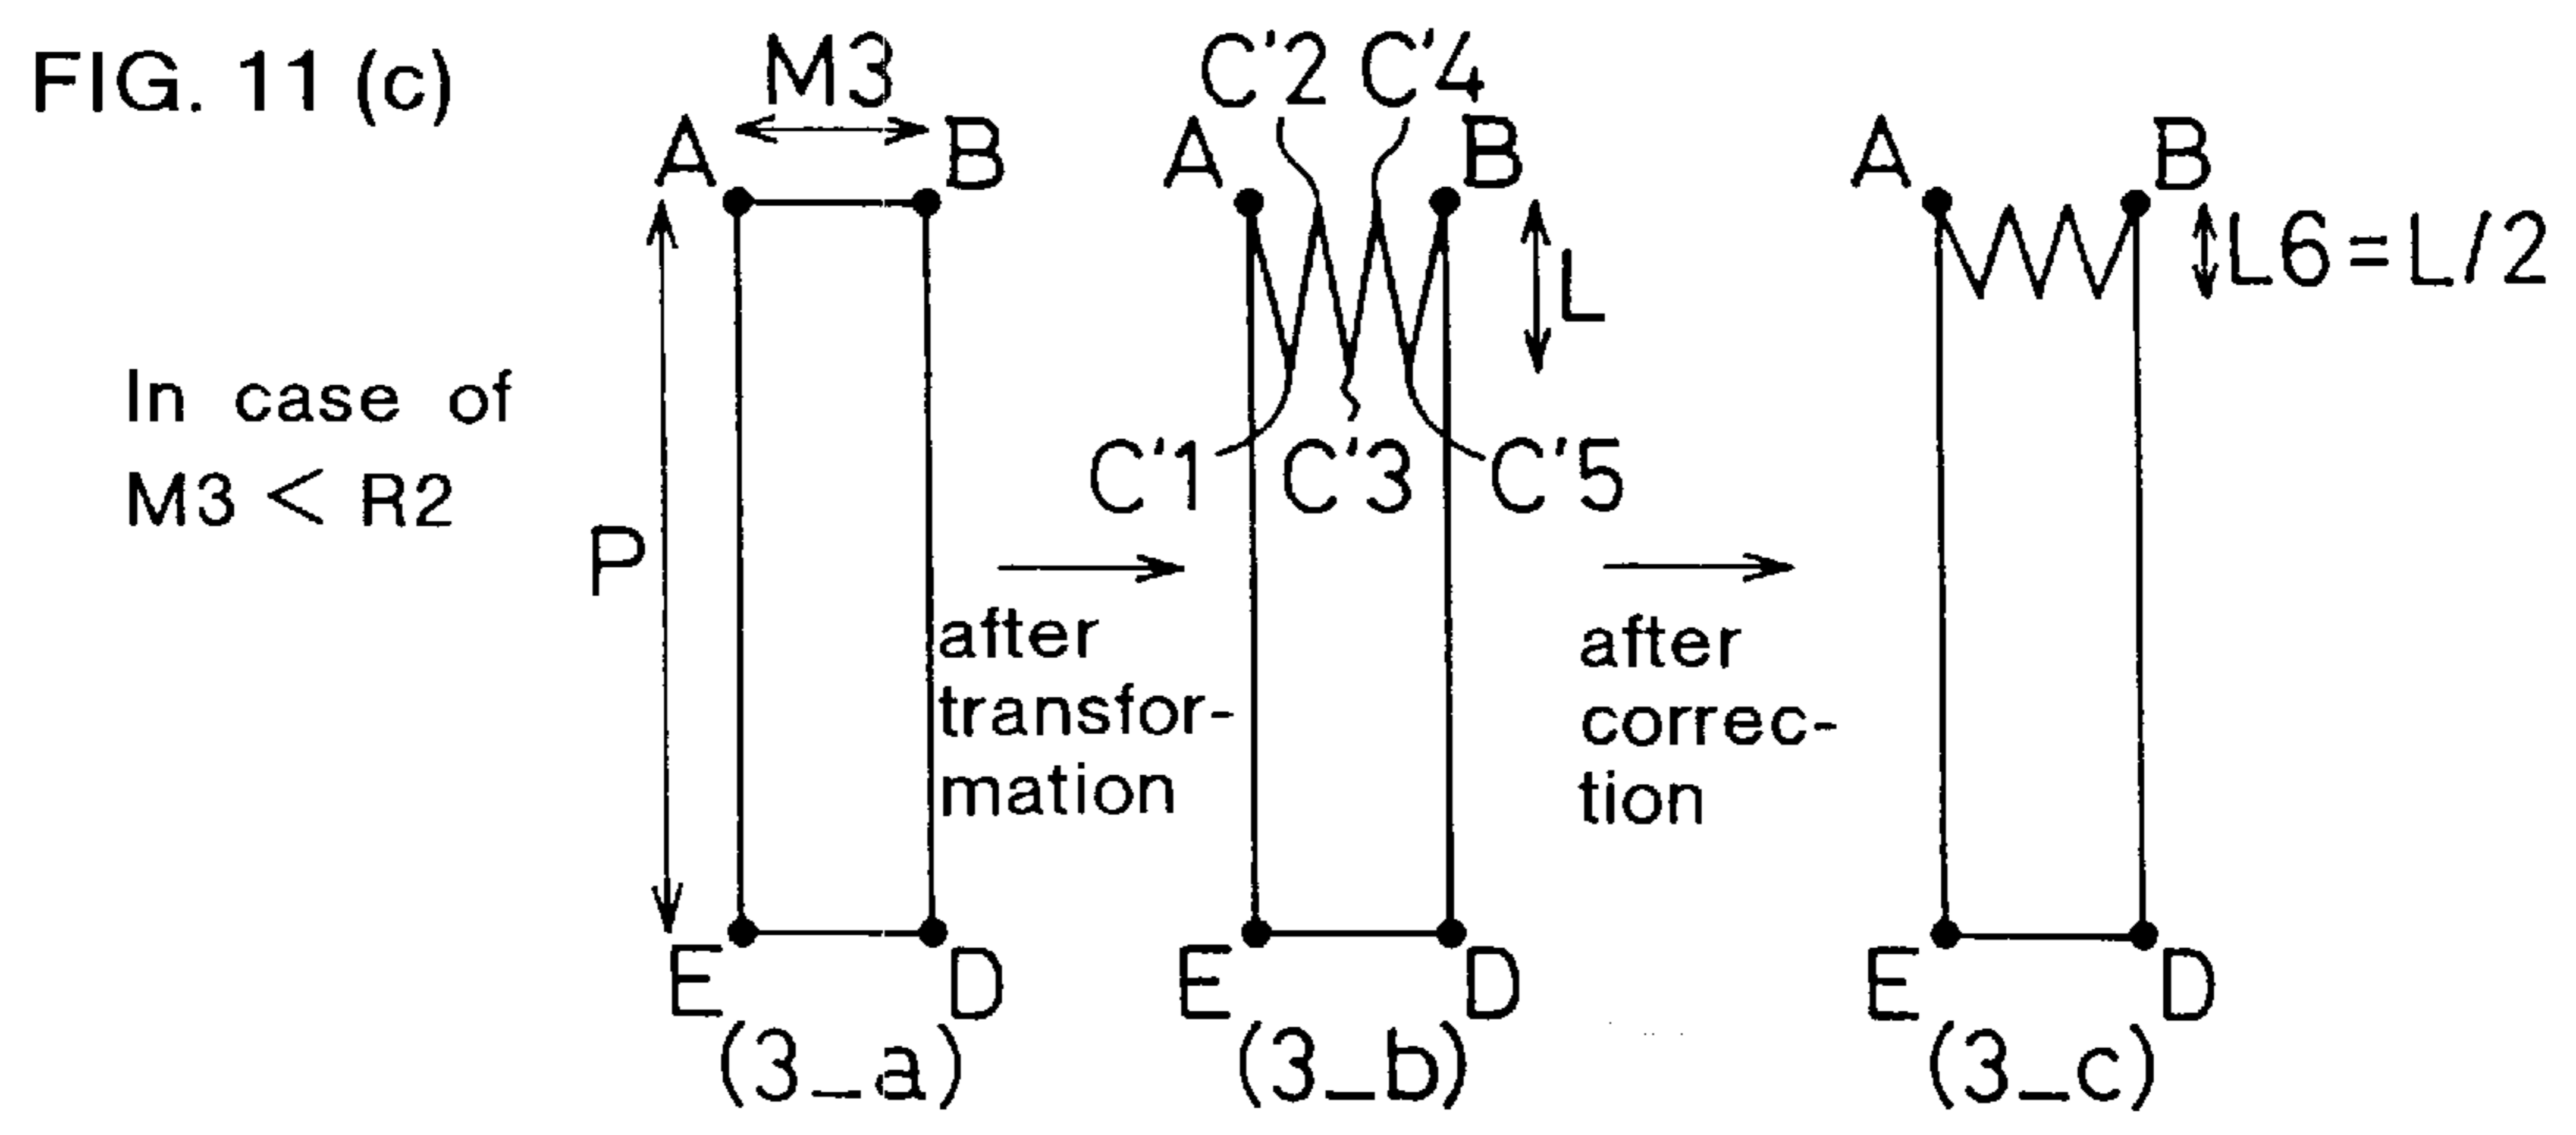 FIG. 11 (c)
In case of
M3 < R2
M3
A
B
P
E
D
(3_a)
after
transfor-
mation
C'2
C'4
A
B
L
C'1
C'3
C'5
E
D
(3_b)
after
correc-
tion
A
B
L6=L/2
E
D
(3_c)